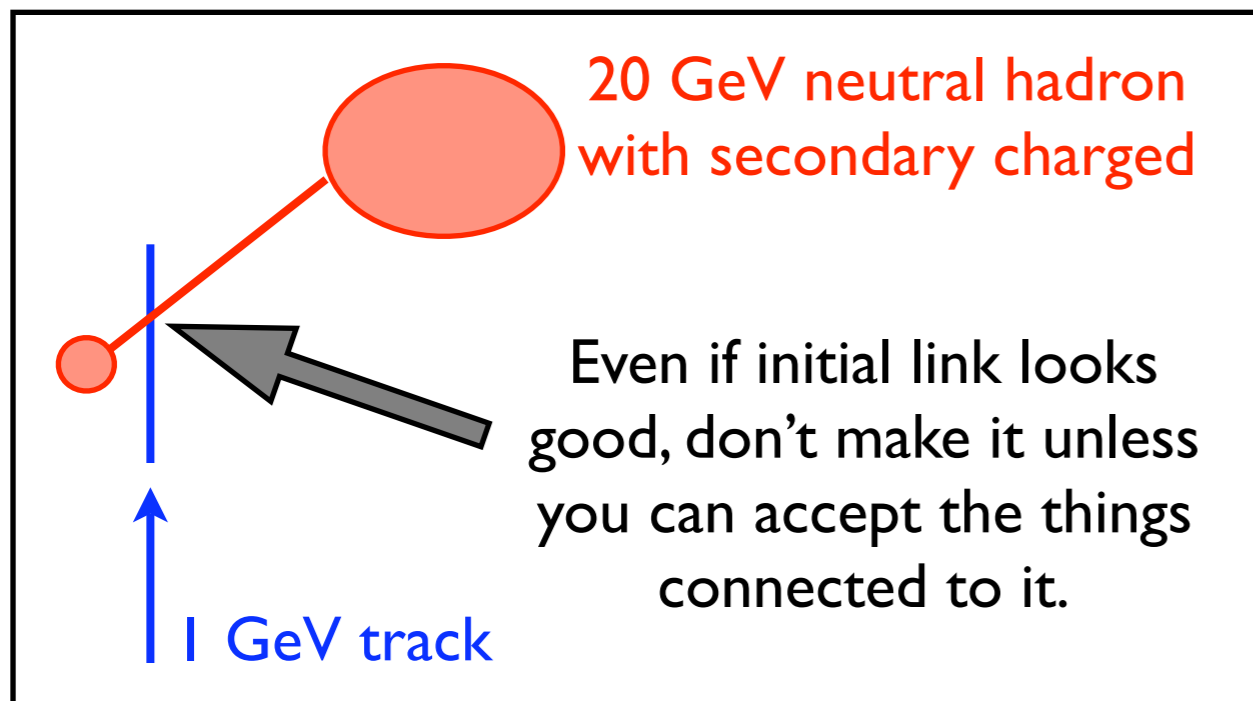 20 GeV neutral hadron
with secondary charged
Even if initial link looks
good, don't make it unless
you can accept the things
connected to it.
1 GeV track